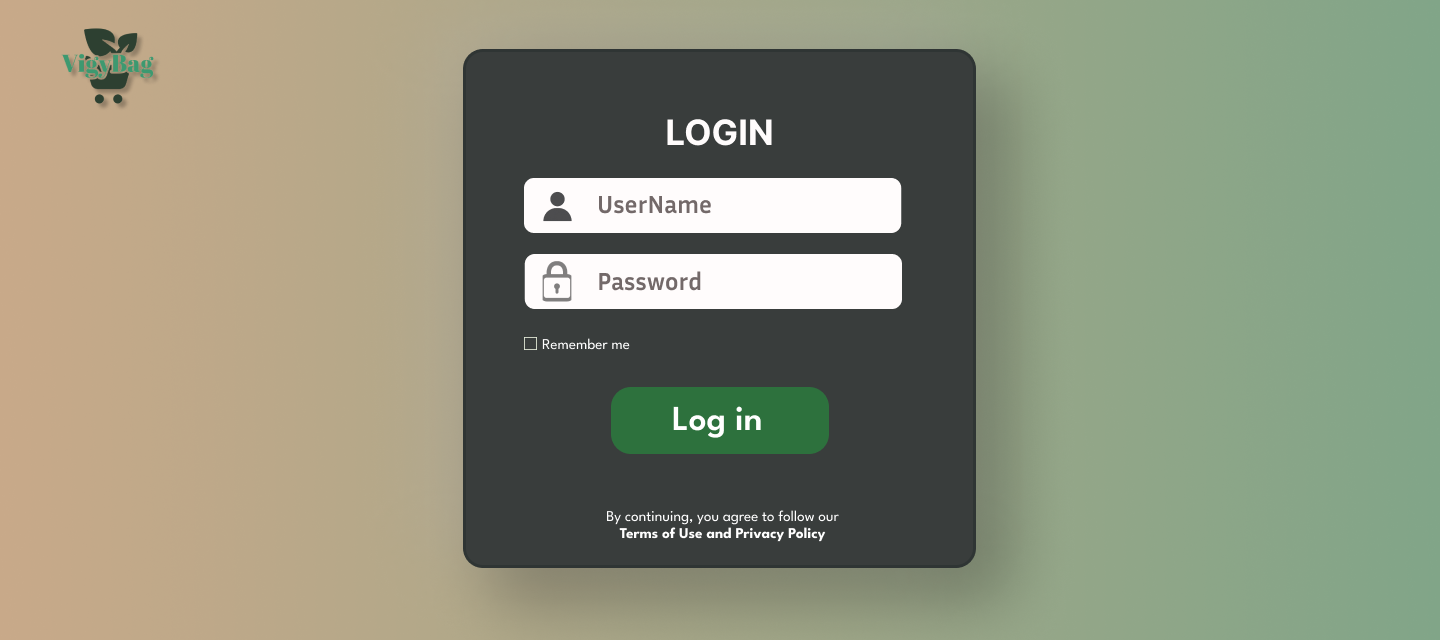 VigyBag
LOGIN
UserName
Password
Remember me
Log in
By continuing, you agree to follow our
Terms of Use and Privacy Policy